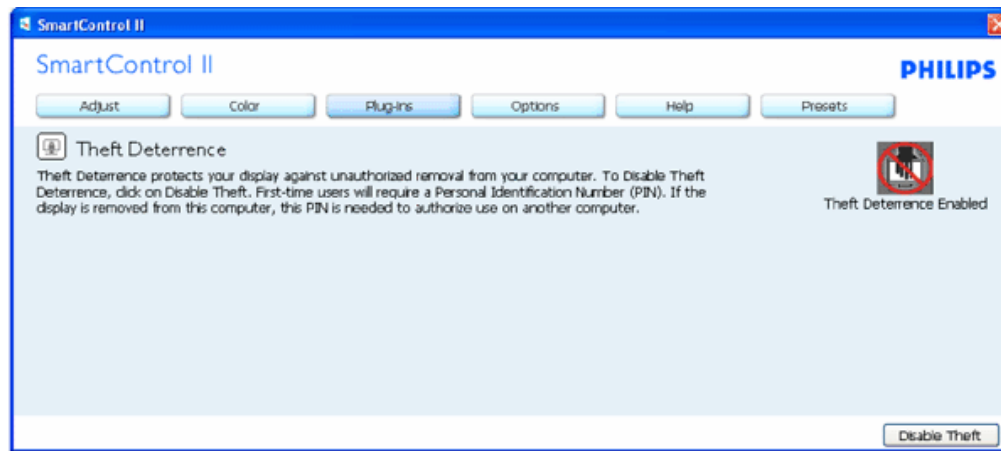 SmartControl II
SmartControl II
PHILIPS
Adjust Color Plug-Ins Options Help Presets
Theft Deterrence
Theft Deterrence protects your display against unauthorized removal from your computer. To Disable Theft
Deterrence, click on Disable Theft. First-time users will require a Personal Identification Number (PIN). If the
display is removed from this computer, this PIN is needed to authorize use on another computer.
Theft Deterrence Enabled
Disable Theft